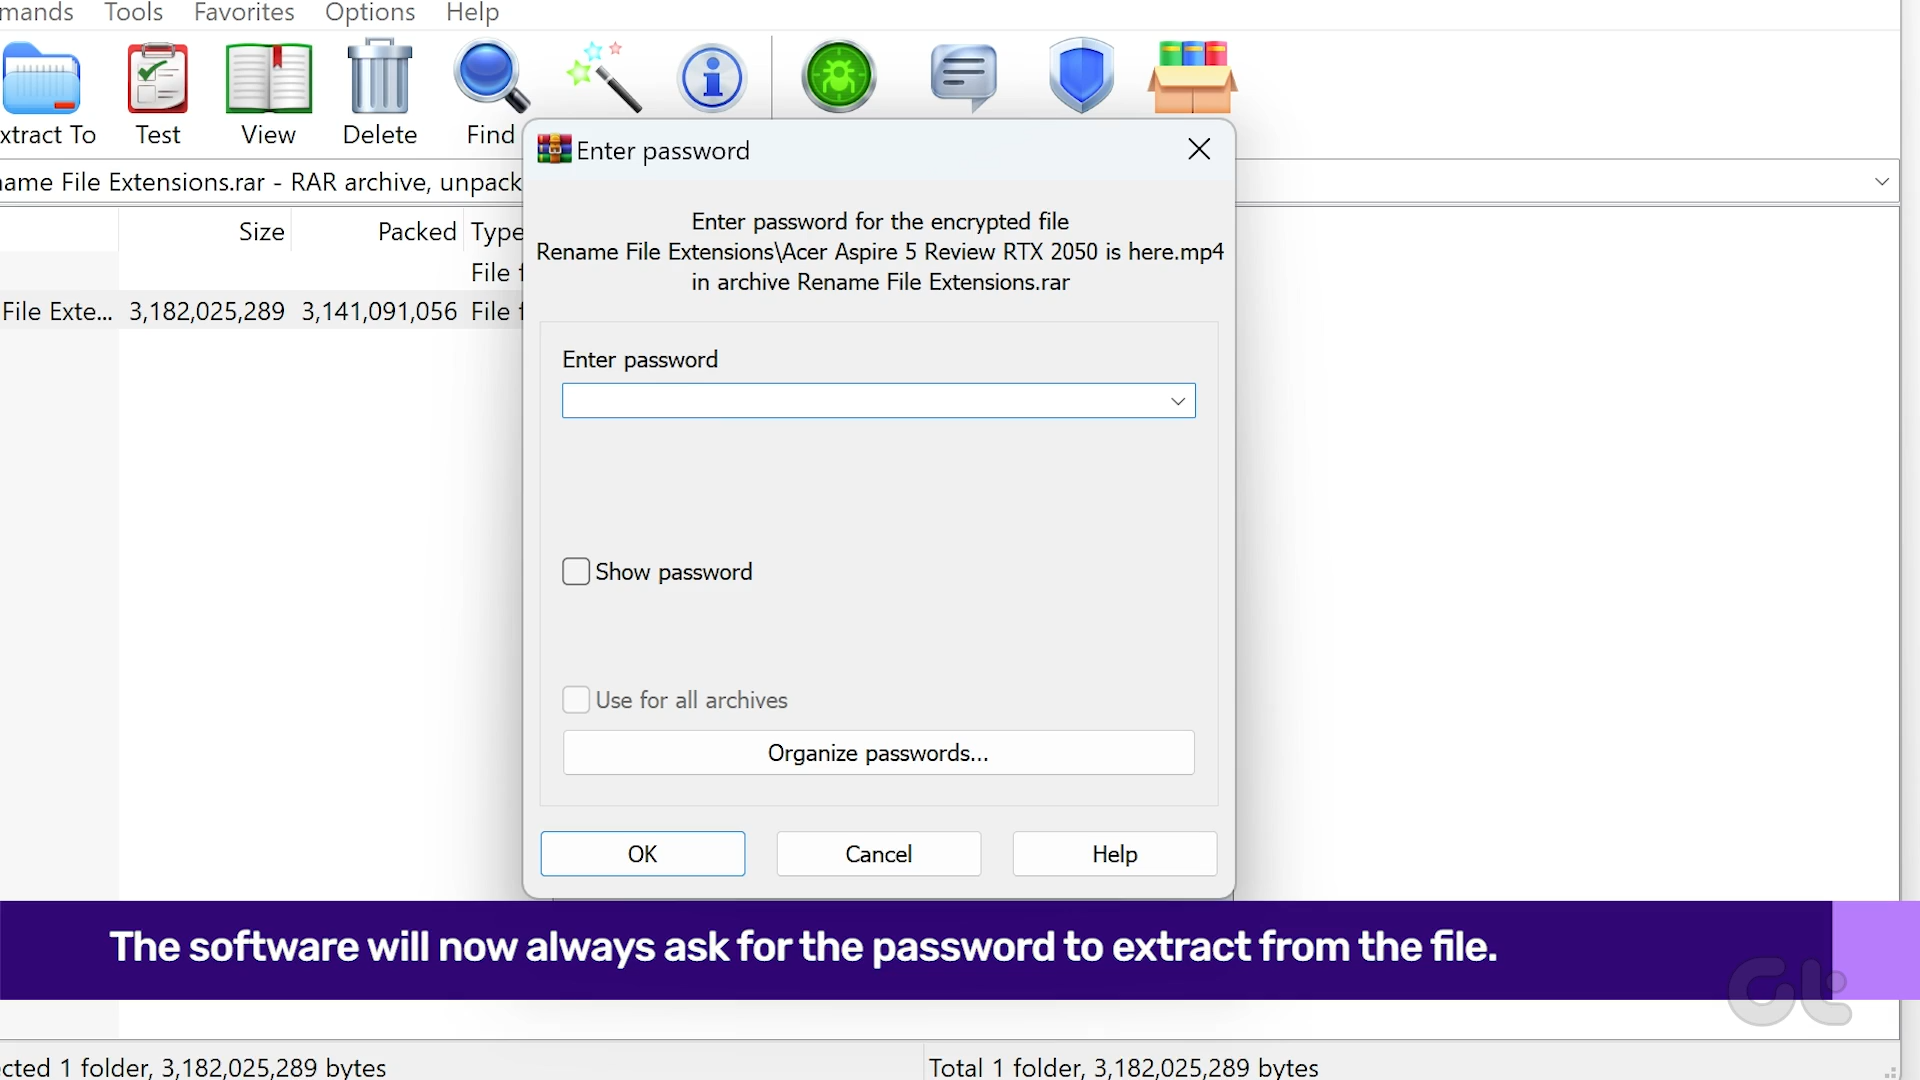 mands Tools Favorites Options Help
xtract To Test View Delete Find
ame File Extensions.rar - RAR archive, unpack
Size Packed Type
File f
File Exte... 3,182,025,289 3,141,091,056 File f
Enter password
Enter password for the encrypted file
Rename File Extensions\Acer Aspire 5 Review RTX 2050 is here.mp4
in archive Rename File Extensions.rar
Enter password
Show password
Use for all archives
Organize passwords...
OK Cancel Help
The software will now always ask for the password to extract from the file.
Gt
cted 1 folder, 3,182,025,289 bytes
Total 1 folder, 3,182,025,289 bytes